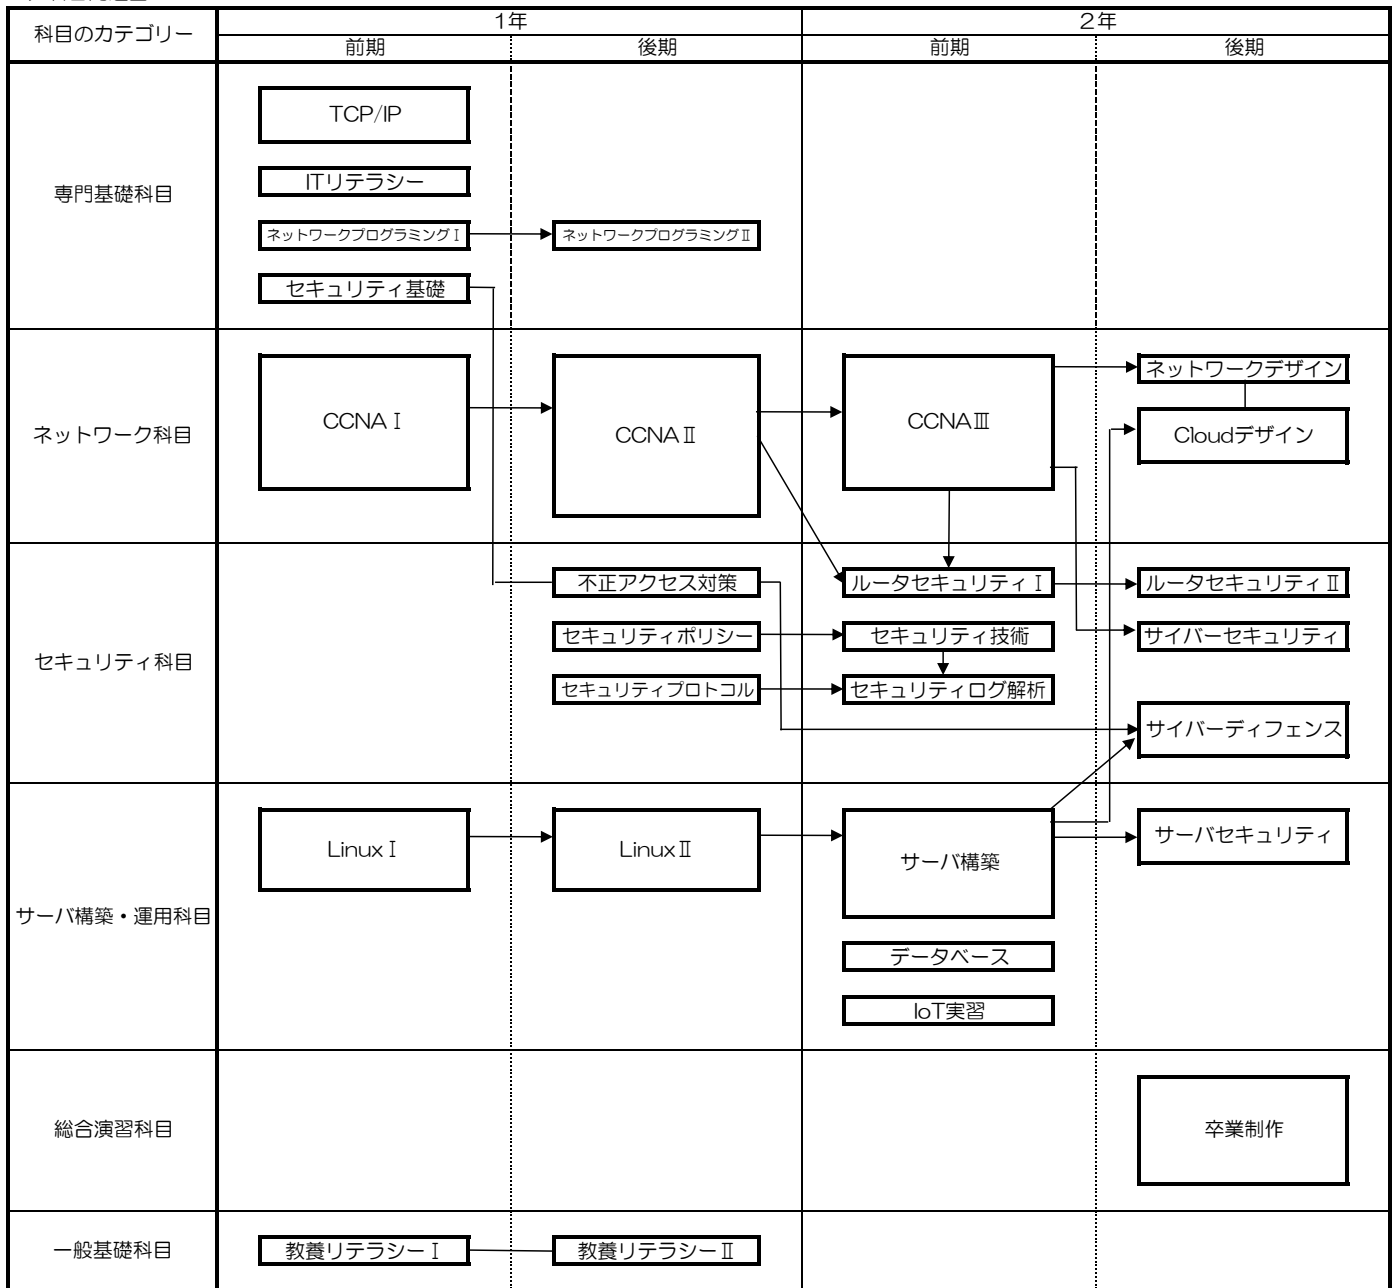 科目のカテゴリー
1年
2年
前期
後期
前期
後期
専門基礎科目
TCP/IP
ITリテラシー
ネットワークプログラミングⅠ
ネットワークプログラミングⅡ
セキュリティ基礎
ネットワーク科目
CCNAⅠ
CCNAⅡ
CCNAⅢ
ネットワークデザイン
Cloudデザイン
セキュリティ科目
不正アクセス対策
ルータセキュリティⅠ
ルータセキュリティⅡ
セキュリティポリシー
セキュリティ技術
サイバーセキュリティ
セキュリティプロトコル
セキュリティログ解析
サイバーディフェンス
サーバ構築・運用科目
LinuxⅠ
LinuxⅡ
サーバ構築
サーバセキュリティ
データベース
IoT実習
総合演習科目
卒業制作
一般基礎科目
教養リテラシーⅠ
教養リテラシーⅡ